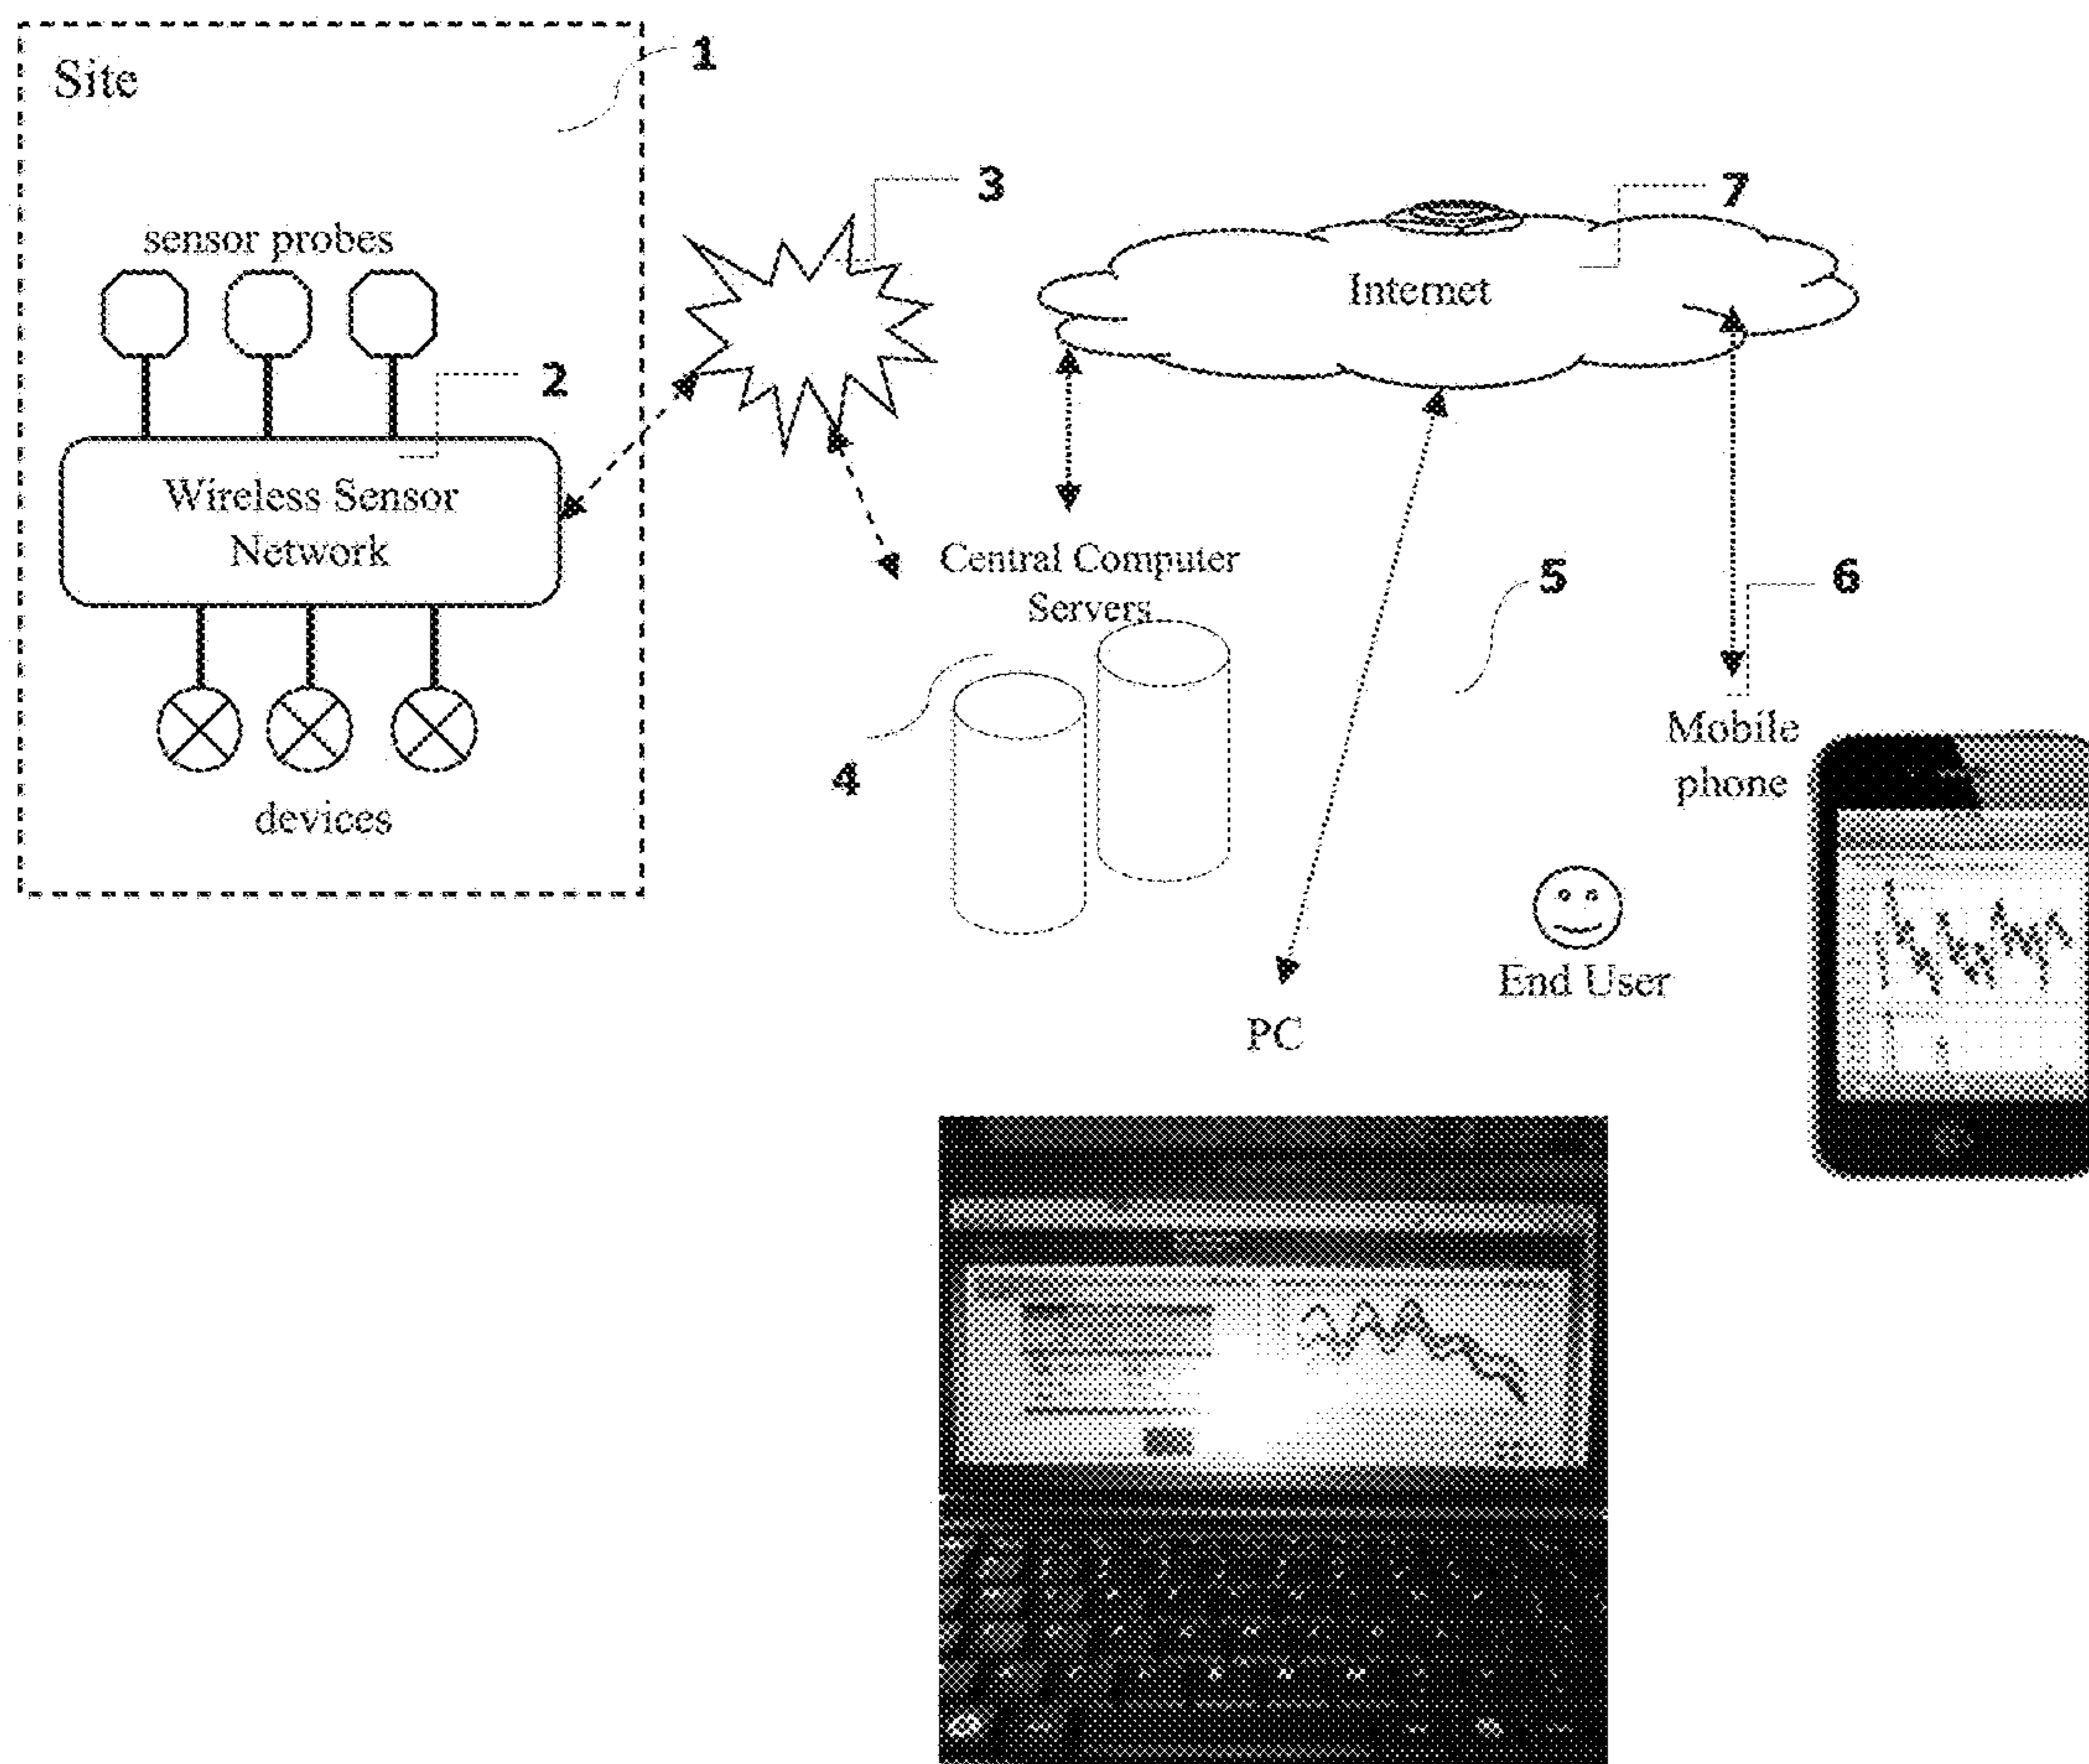 Site
1
sensor probes
2
Wireless Sensor
Network
devices
3
7
Internet
Central Computer
Servers
4
5
6
Mobile
phone
End User
PC